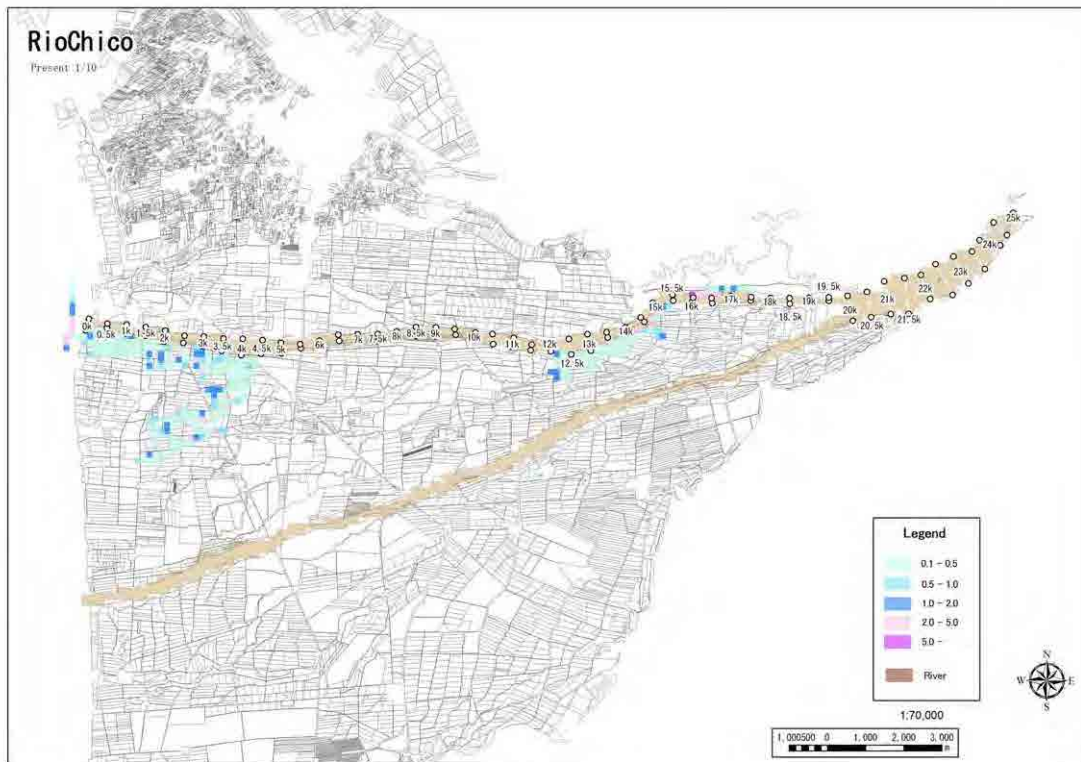 RioChico
Present 1/10
25k
24k
23k
22k
21k
21.5k
20.5k
20k
19.5k
19k
18.5k
18k
17k
16k
15.5k
15k
14k
13k
12.5k
12k
11k
10k
9k
8.5k
8k
7.5k
7k
6k
5k
4.5k
4k
3.5k
3k
2k
1.5k
1k
0.5k
0k
Legend
0.1 - 0.5
0.5 - 1.0
1.0 - 2.0
2.0 - 5.0
5.0 -
River
N
W E
S
1:70,000
1,000500 0 1,000 2,000 3,000
m